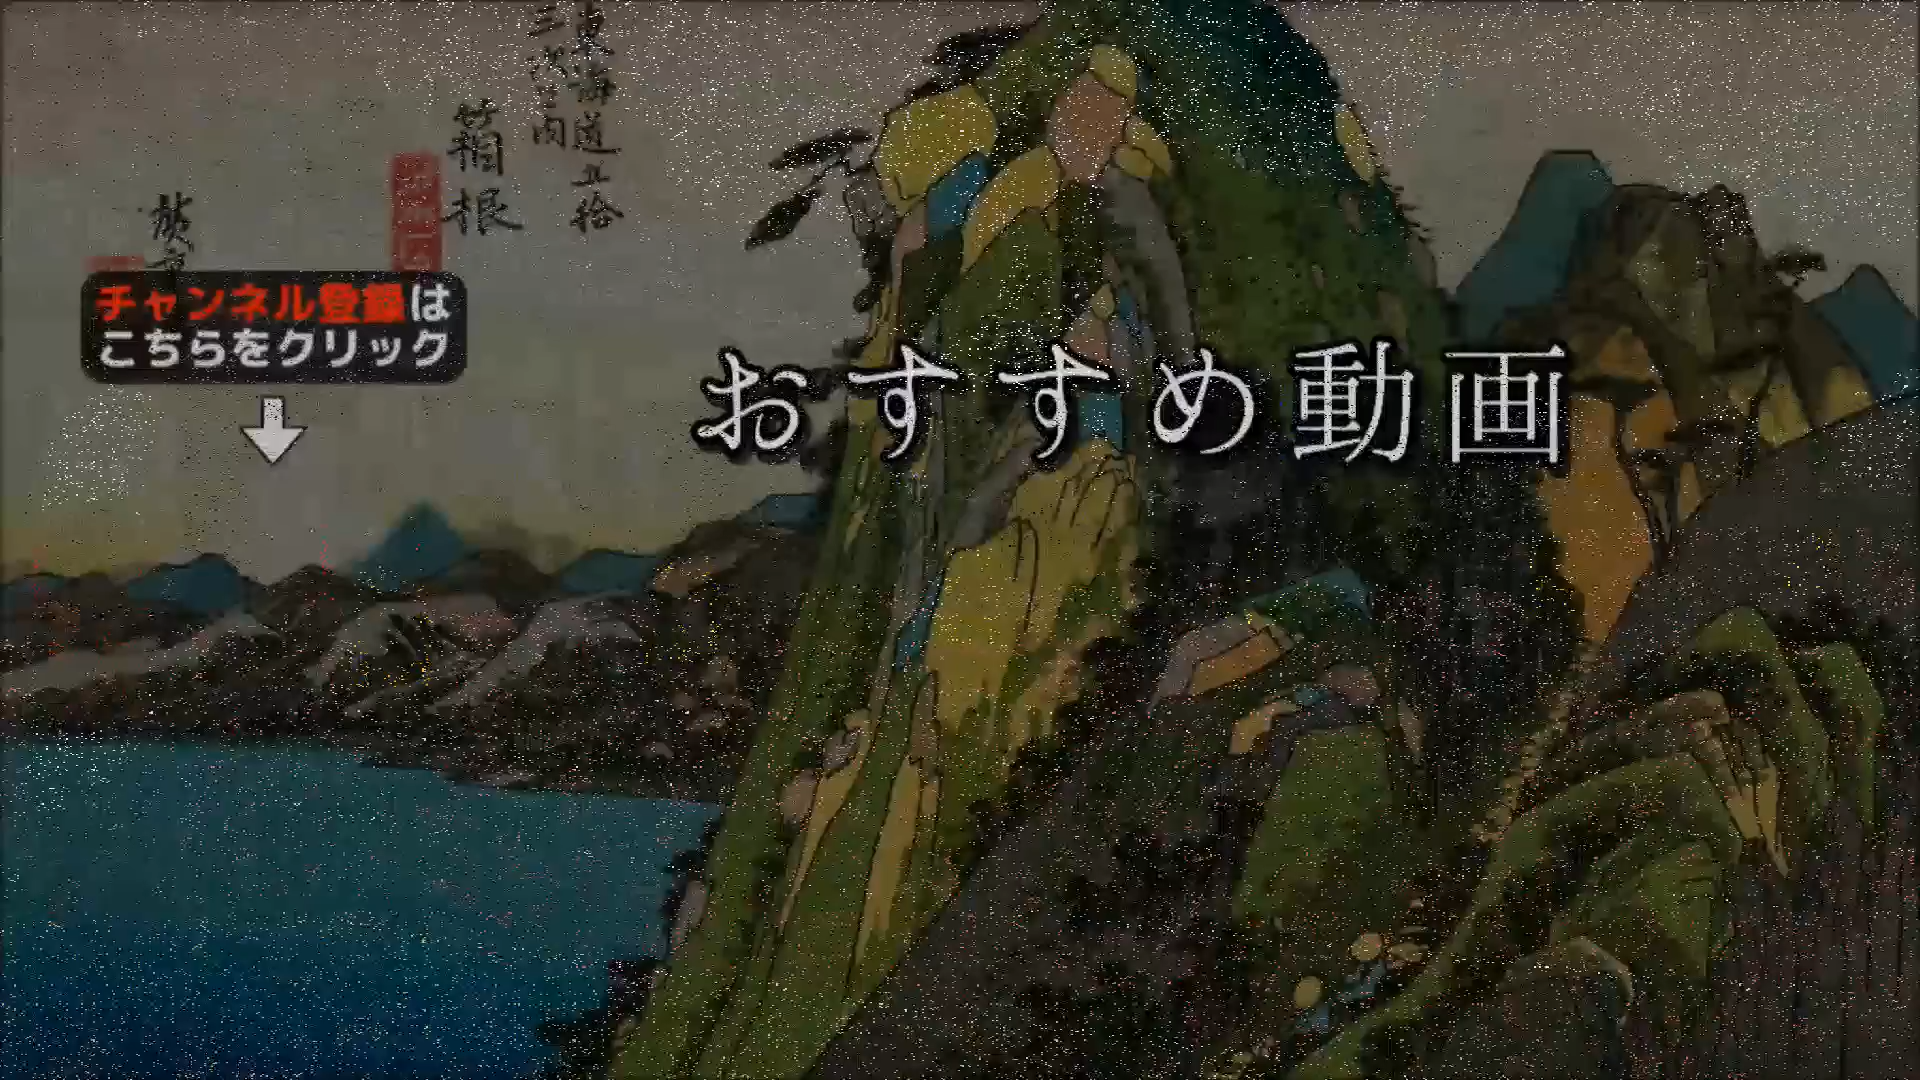 東海道五拾
三次之内
箱根
チャンネル登録は
こちらをクリック
おすすめ動画